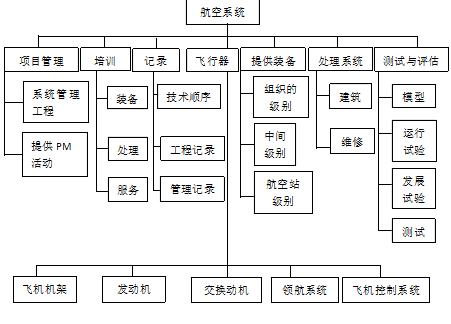 航空系统
项目管理
培训
记录
飞行器
提供装备
处理系统
测试与评估
系统管理
工程
提供 PM
活动
装备
处理
服务
技术顺序
工程记录
管理记录
组织的
级别
中间
级别
航空站
级别
建筑
维修
模型
运行
试验
发展
试验
测试
飞机机架
发动机
交换动机
领航系统
飞机控制系统